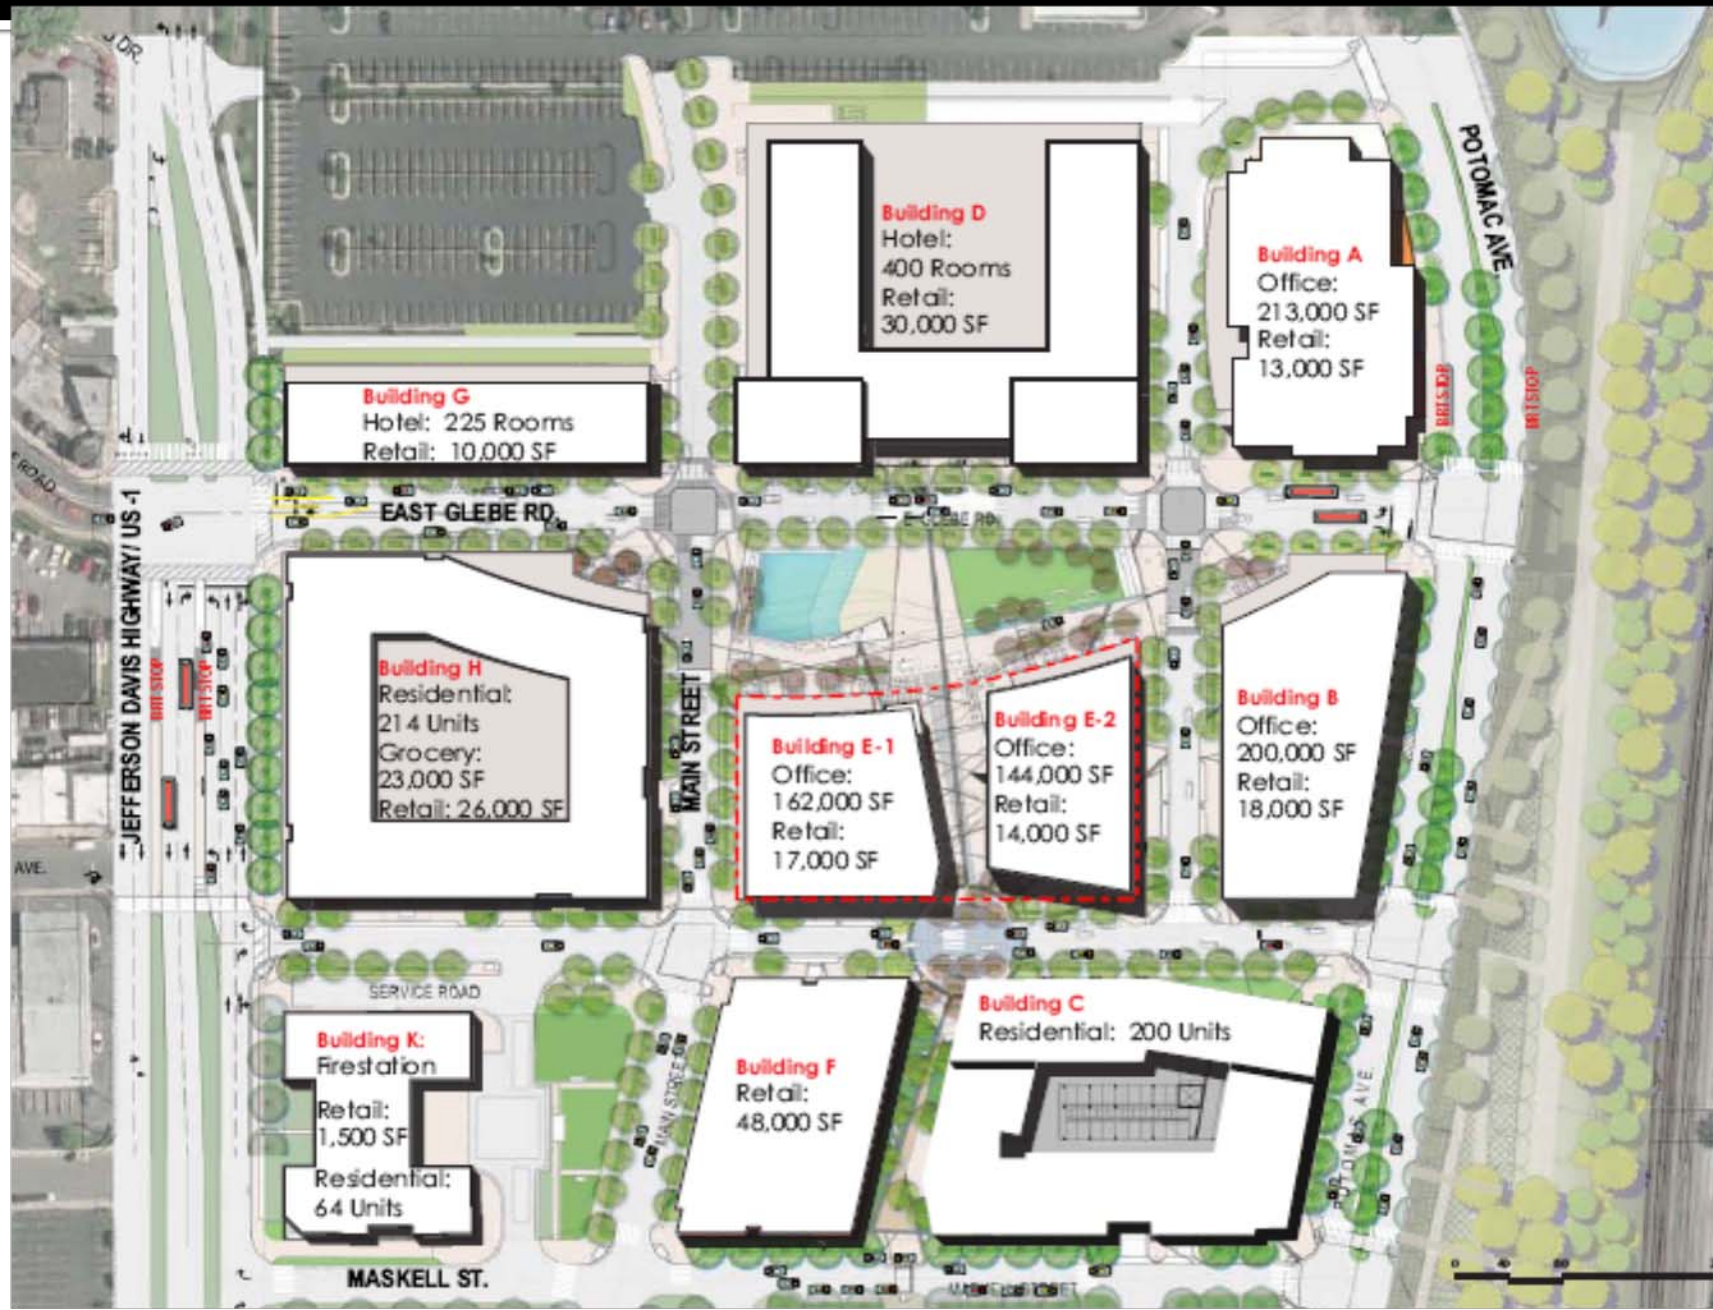 DR.
POTOMAC AVE.
Building D
Hotel:
400 Rooms
Retail:
30,000 SF
Building A
Office:
213,000 SF
Retail:
13,000 SF
BRT STOP
BRT STOP
Building G
Hotel: 225 Rooms
Retail: 10,000 SF
ROAD
EAST GLEBE RD.
E GLEBE RD.
JEFFERSON DAVIS HIGHWAY/ US -1
BRT STOP
BRT STOP
Building H
Residential:
214 Units
Grocery:
23,000 SF
Retail: 26,000 SF
MAIN STREET
Building E-1
Office:
162,000 SF
Retail:
17,000 SF
Building E-2
Office:
144,000 SF
Retail:
14,000 SF
Building B
Office:
200,000 SF
Retail:
18,000 SF
AVE.
SERVICE ROAD
Building K:
Firestation
Retail:
1,500 SF
Residential:
64 Units
MAIN STREET
Building F
Retail:
48,000 SF
Building C
Residential: 200 Units
POTOMAC AVE.
MASKELL ST.
MASKELL STREET
0